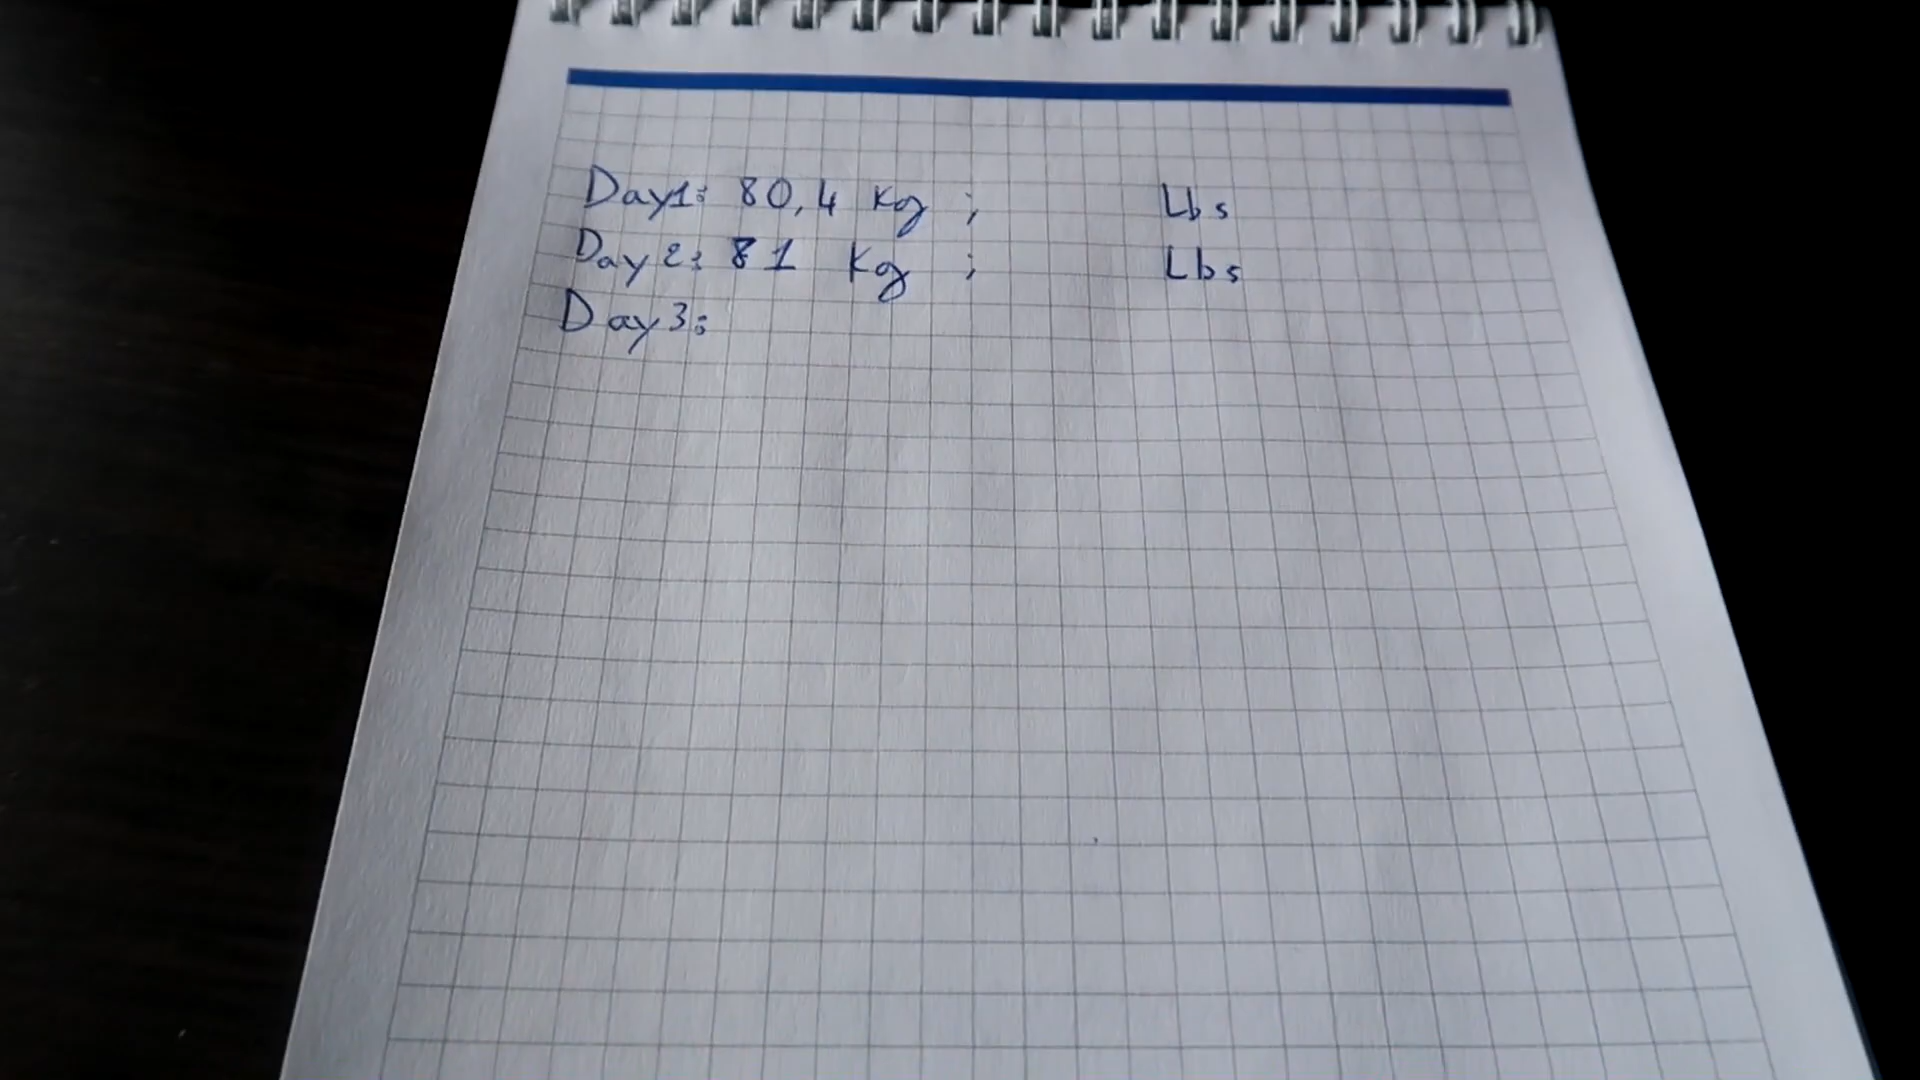 Day1: 80,4 Kg ; Lbs
Day2: 81 Kg ; Lbs
Day3: